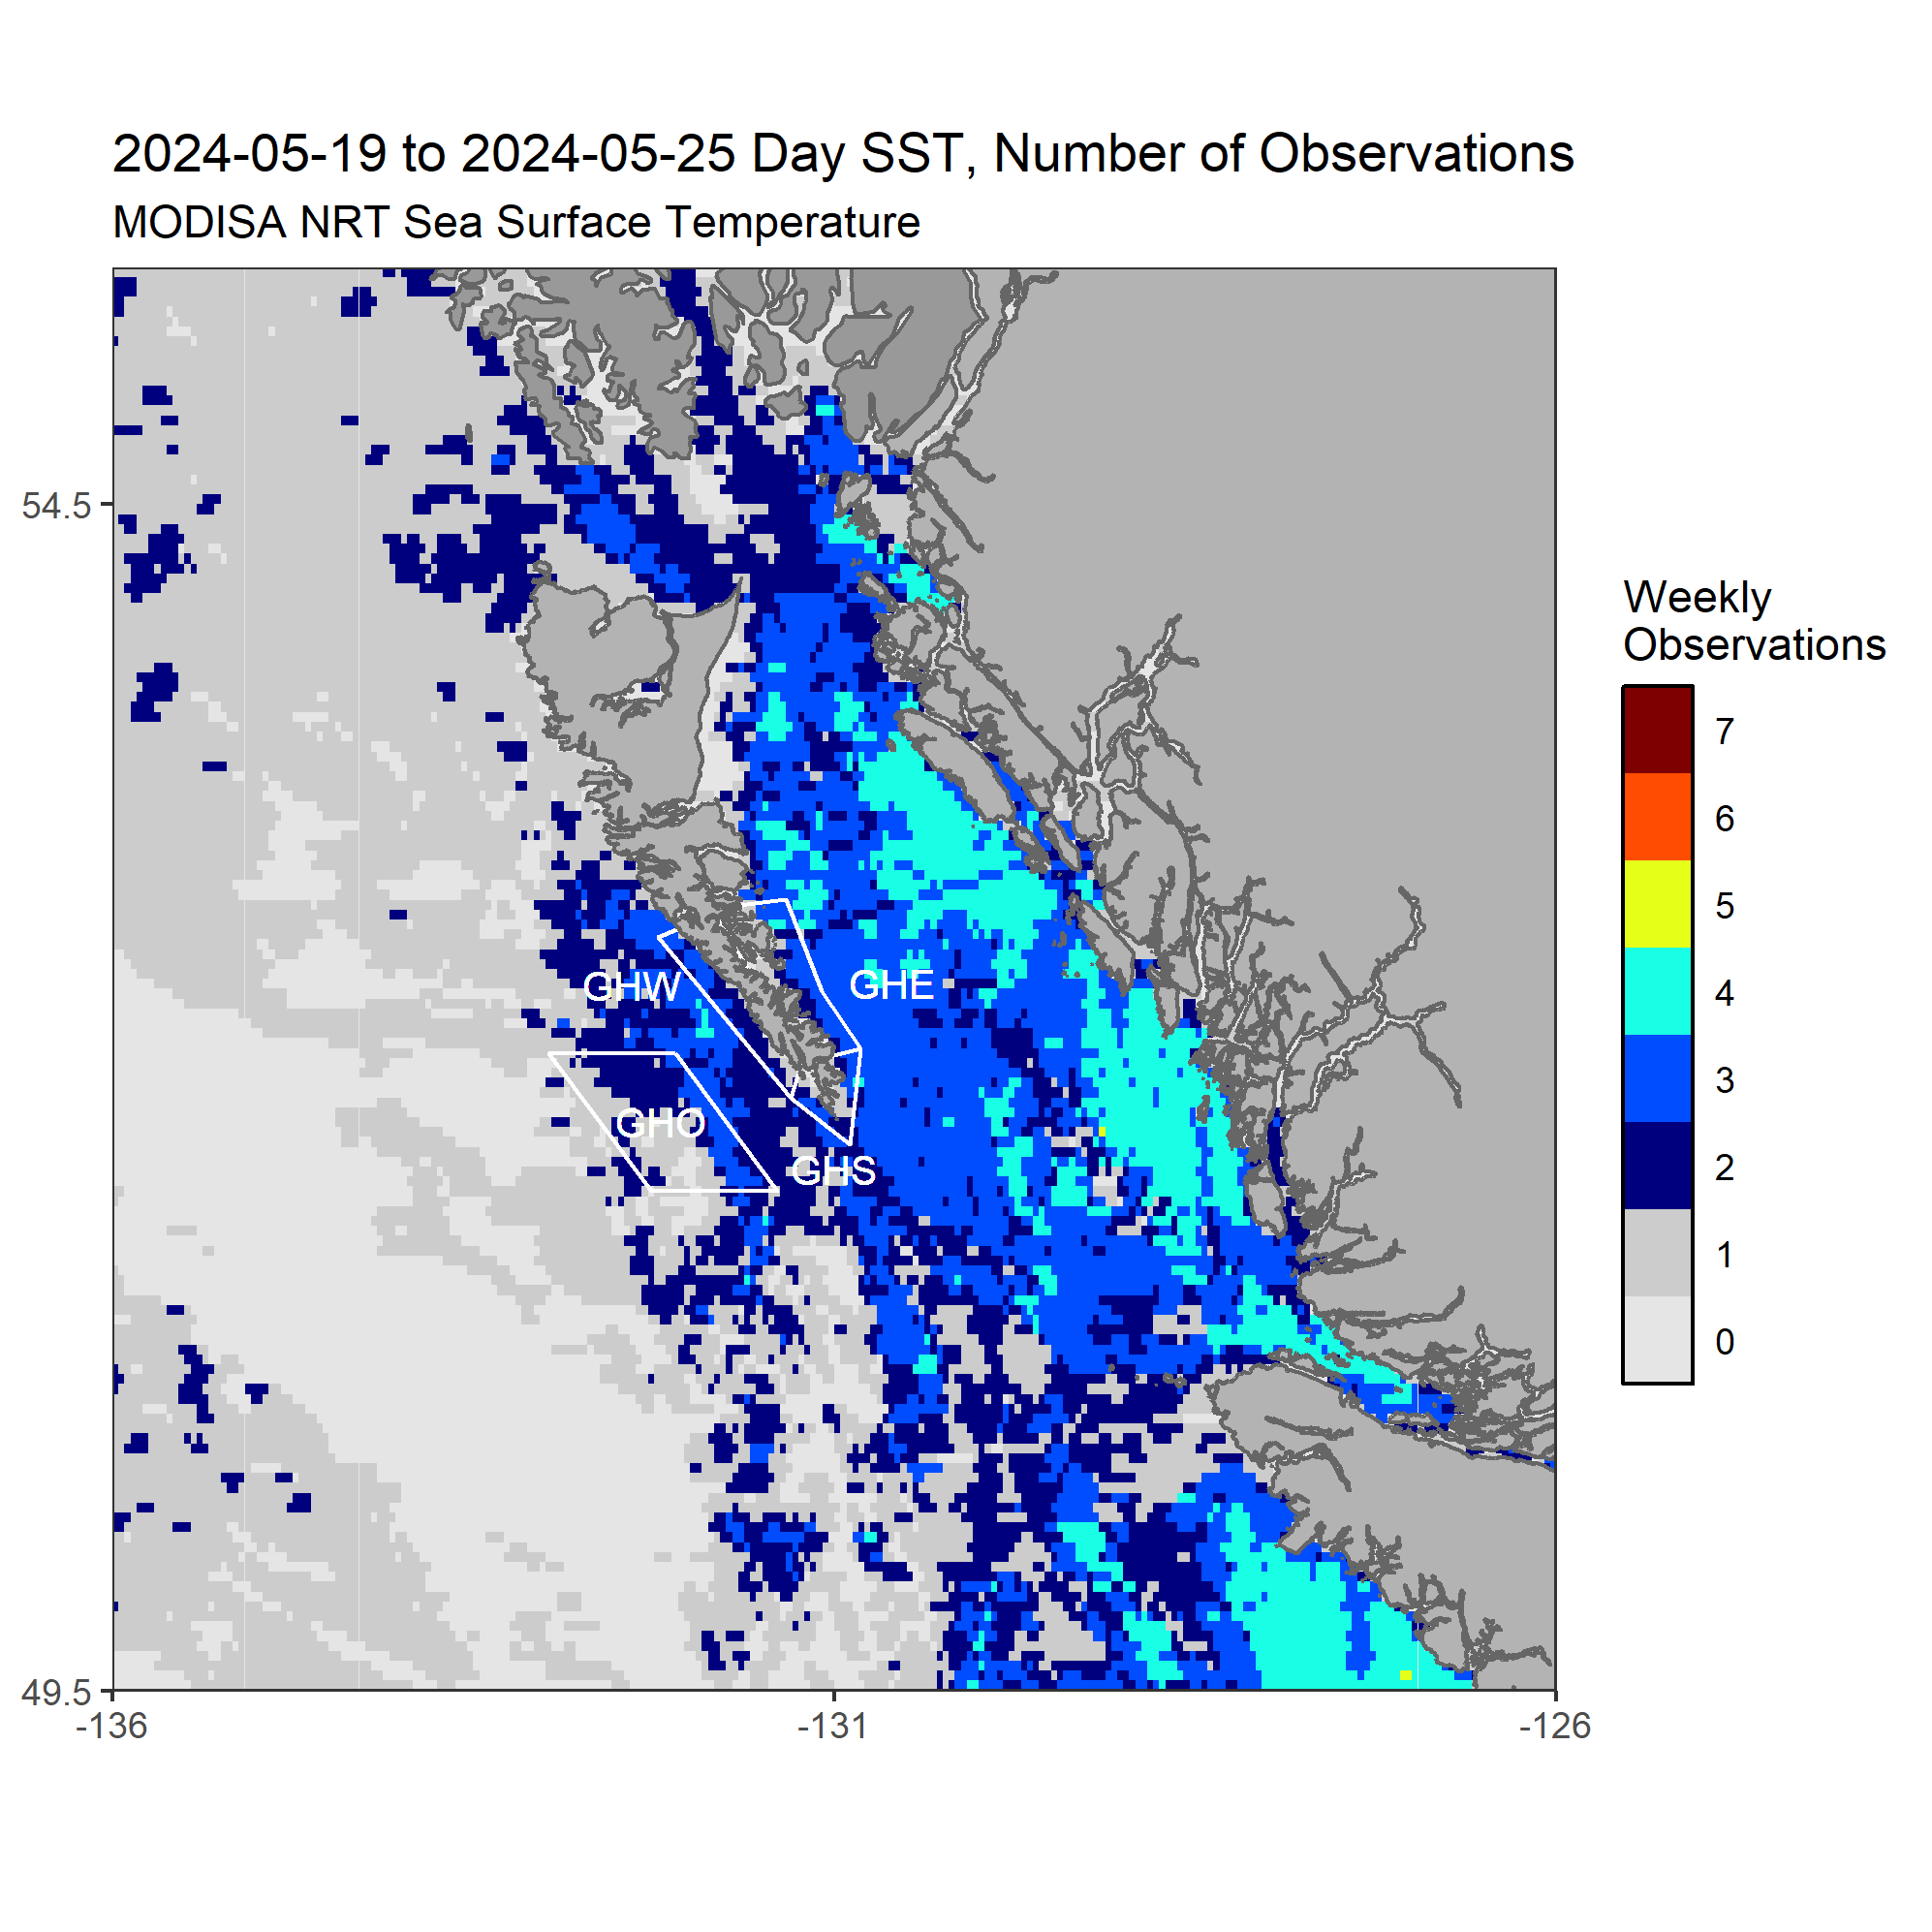 2024-05-19 to 2024-05-25 Day SST, Number of Observations
MODISA NRT Sea Surface Temperature
54.5
49.5
-136
-131
-126
GHW
GHE
GHO
GHS
Weekly
Observations
7
6
5
4
3
2
1
0